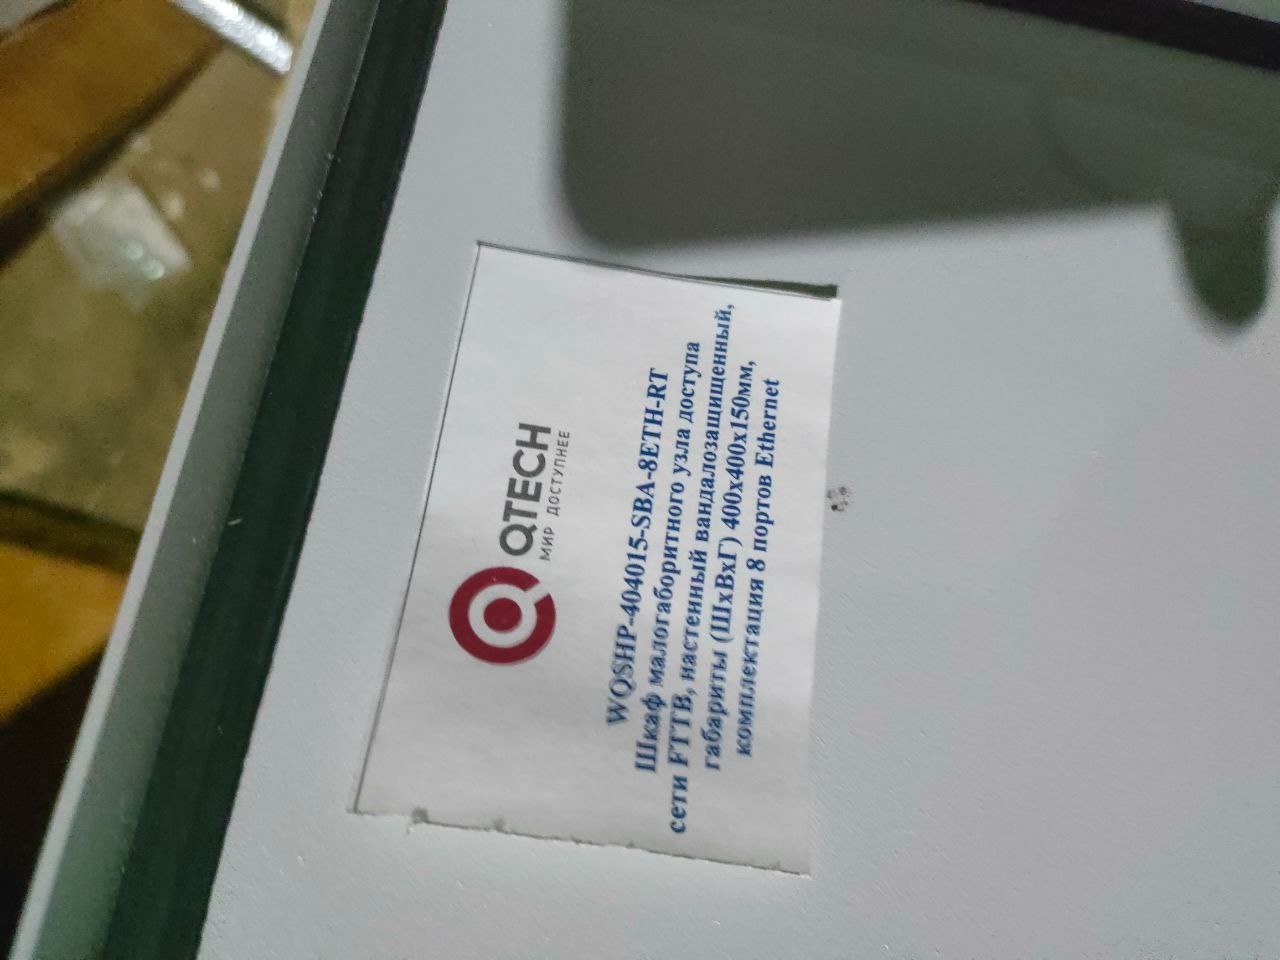 QTECH
МИР ДОСТУПНЕЕ
WQSHP-404015-SBA-8ETH-RT
Шкаф малогаборитного узла доступа
сети FTTB, настенный вандалозащищенный,
габариты (ШхВхГ) 400х400х150мм,
комплектация 8 портов Ethernet